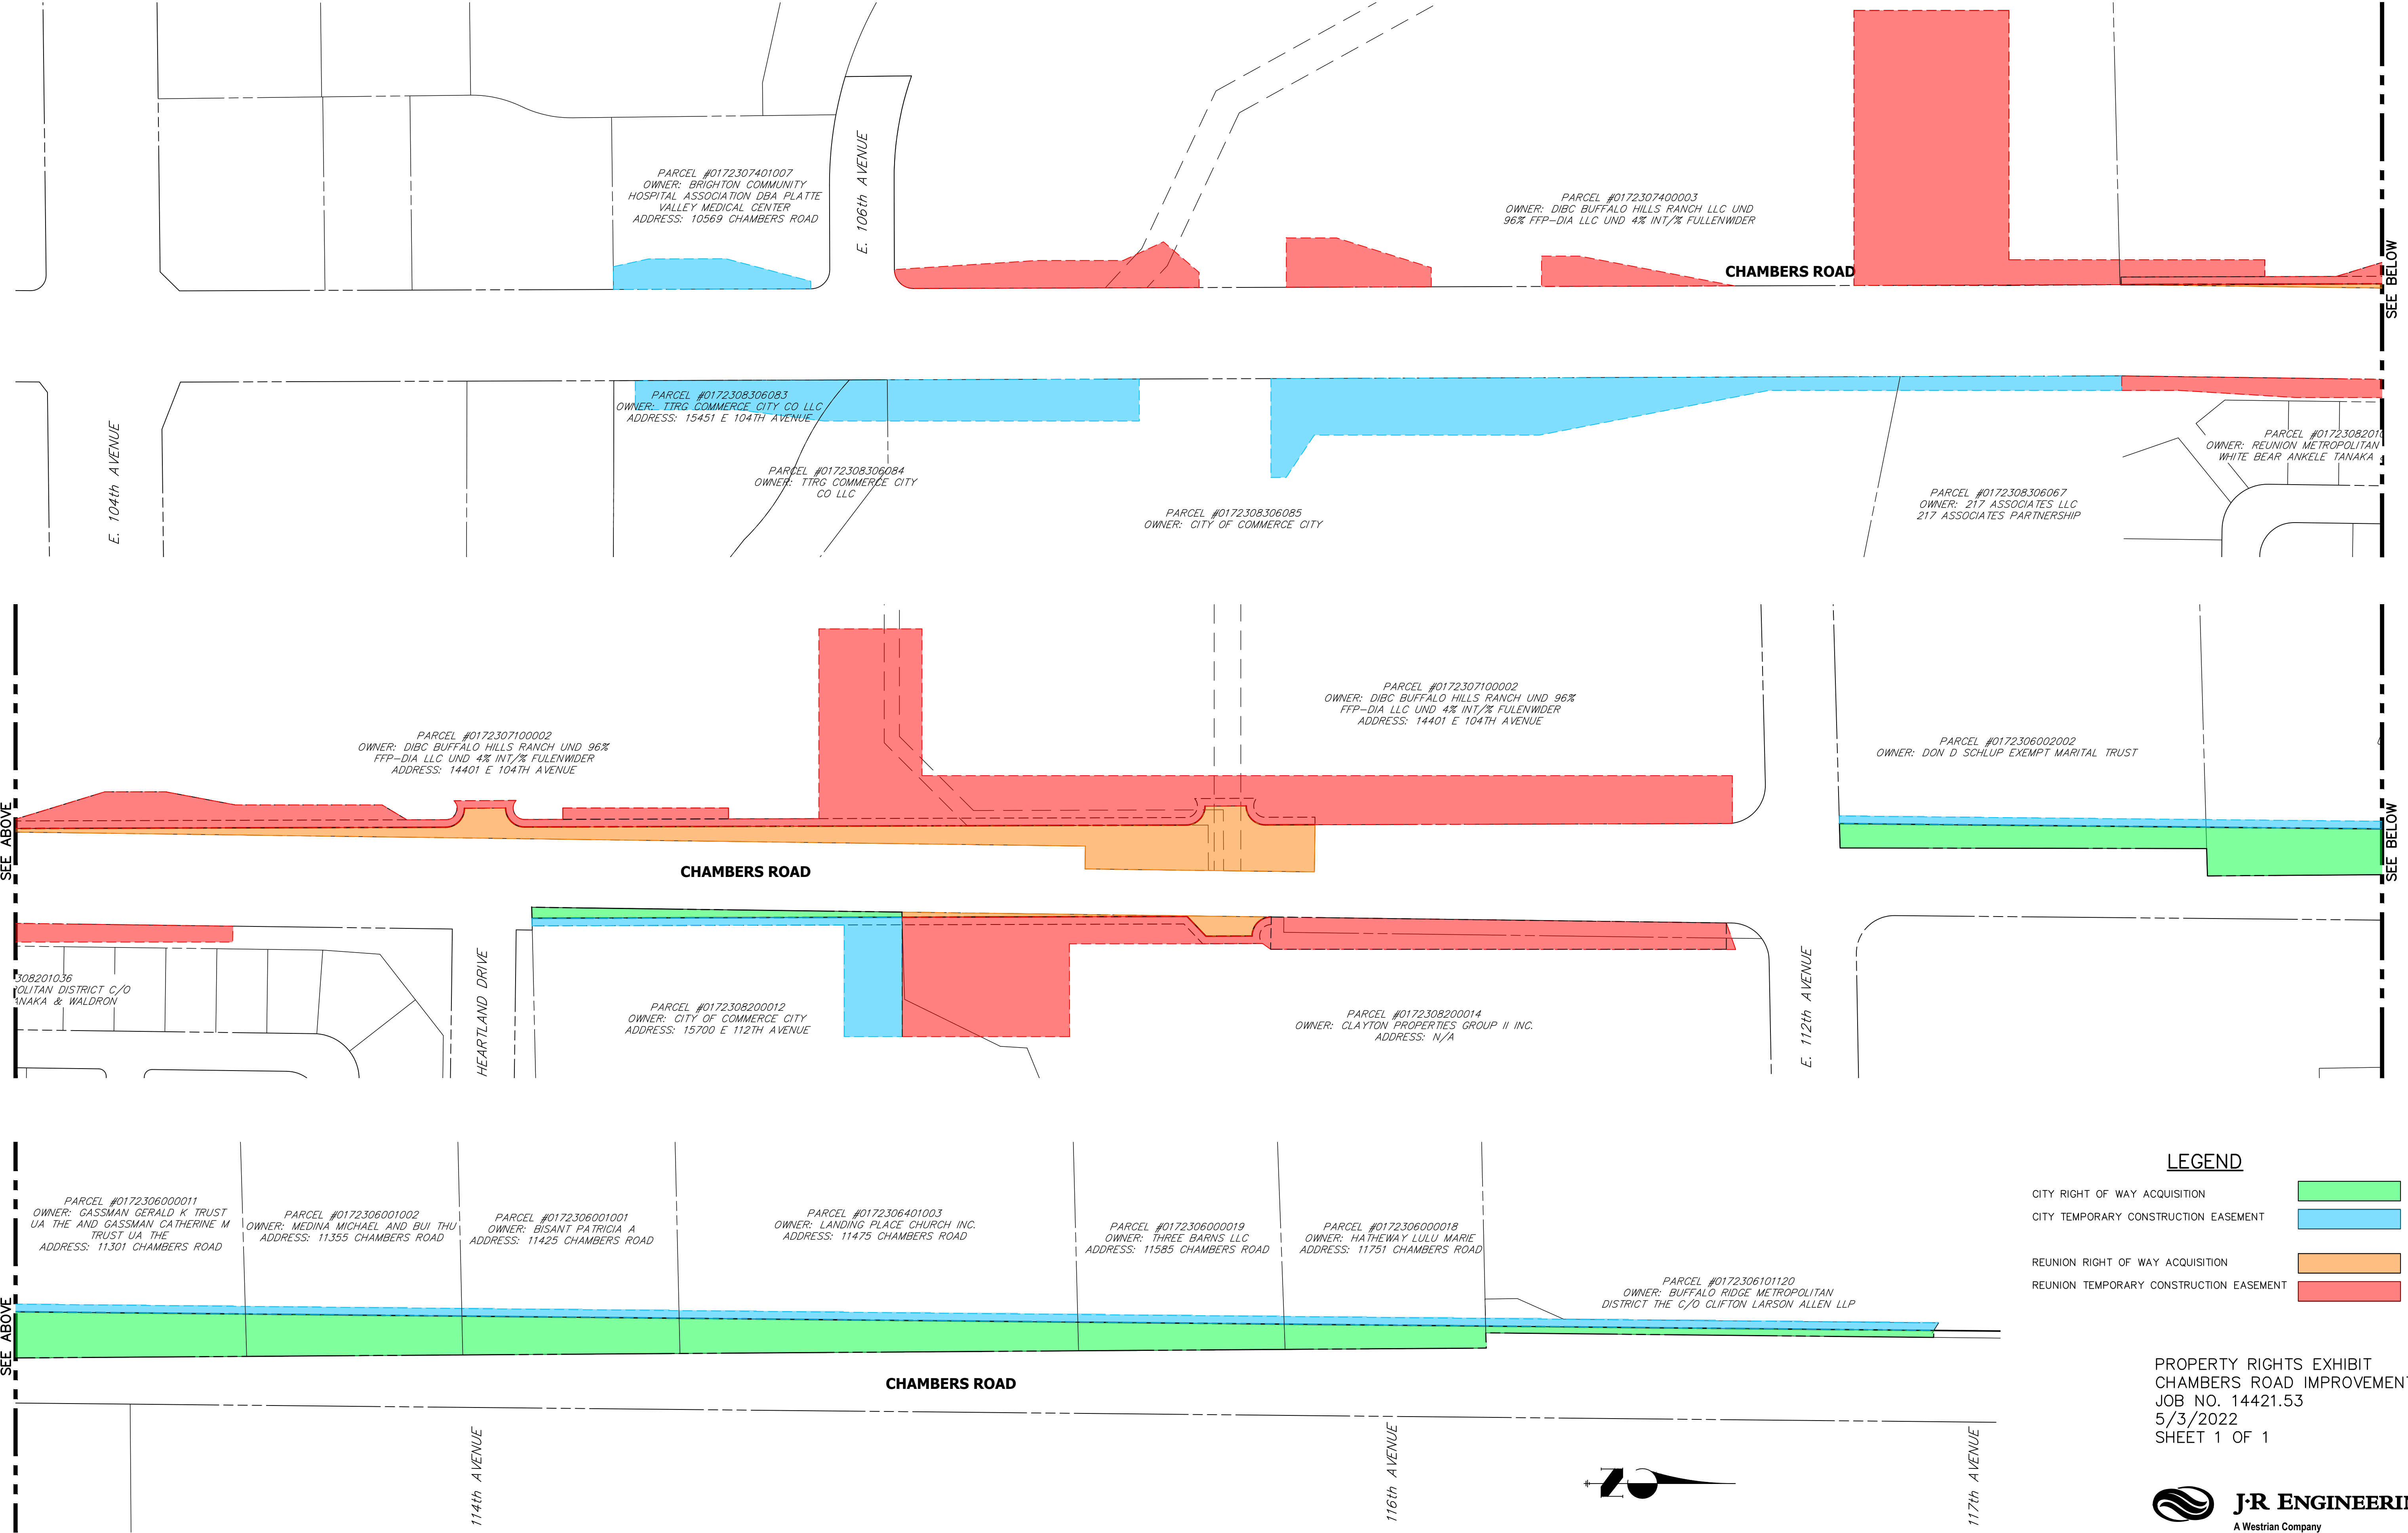 PARCEL #0172307401007
OWNER: BRIGHTON COMMUNITY
HOSPITAL ASSOCIATION DBA PLATTE
VALLEY MEDICAL CENTER
ADDRESS: 10569 CHAMBERS ROAD
E. 106th AVENUE
PARCEL #0172307400003
OWNER: DIBC BUFFALO HILLS RANCH LLC UND
96% FFP-DIA LLC UND 4% INT/% FULLENWIDER
CHAMBERS ROAD
SEE BELOW
E. 104th AVENUE
PARCEL #0172308306083
OWNER: TTRG COMMERCE CITY CO LLC
ADDRESS: 15451 E 104TH AVENUE
PARCEL #0172308306084
OWNER: TTRG COMMERCE CITY
CO LLC
PARCEL #0172308306085
OWNER: CITY OF COMMERCE CITY
PARCEL #0172308306067
OWNER: 217 ASSOCIATES LLC
217 ASSOCIATES PARTNERSHIP
PARCEL #01723082010
OWNER: REUNION METROPOLITAN
WHITE BEAR ANKELE TANAKA
SEE ABOVE
PARCEL #0172307100002
OWNER: DIBC BUFFALO HILLS RANCH UND 96%
FFP-DIA LLC UND 4% INT/% FULENWIDER
ADDRESS: 14401 E 104TH AVENUE
PARCEL #0172307100002
OWNER: DIBC BUFFALO HILLS RANCH UND 96%
FFP-DIA LLC UND 4% INT/% FULENWIDER
ADDRESS: 14401 E 104TH AVENUE
PARCEL #0172306002002
OWNER: DON D SCHLUP EXEMPT MARITAL TRUST
CHAMBERS ROAD
SEE BELOW
308201036
OLITAN DISTRICT C/O
NAKA & WALDRON
HEARTLAND DRIVE
PARCEL #0172308200012
OWNER: CITY OF COMMERCE CITY
ADDRESS: 15700 E 112TH AVENUE
PARCEL #0172308200014
OWNER: CLAYTON PROPERTIES GROUP II INC.
ADDRESS: N/A
E. 112th AVENUE
SEE ABOVE
PARCEL #0172306000011
OWNER: GASSMAN GERALD K TRUST
UA THE AND GASSMAN CATHERINE M
TRUST UA THE
ADDRESS: 11301 CHAMBERS ROAD
PARCEL #0172306001002
OWNER: MEDINA MICHAEL AND BUI THU
ADDRESS: 11355 CHAMBERS ROAD
PARCEL #0172306001001
OWNER: BISANT PATRICIA A
ADDRESS: 11425 CHAMBERS ROAD
PARCEL #0172306401003
OWNER: LANDING PLACE CHURCH INC.
ADDRESS: 11475 CHAMBERS ROAD
PARCEL #0172306000019
OWNER: THREE BARNS LLC
ADDRESS: 11585 CHAMBERS ROAD
PARCEL #0172306000018
OWNER: HATHEWAY LULU MARIE
ADDRESS: 11751 CHAMBERS ROAD
PARCEL #0172306101120
OWNER: BUFFALO RIDGE METROPOLITAN
DISTRICT THE C/O CLIFTON LARSON ALLEN LLP
CHAMBERS ROAD
114th AVENUE
116th AVENUE
117th AVENUE
N
LEGEND
CITY RIGHT OF WAY ACQUISITION
CITY TEMPORARY CONSTRUCTION EASEMENT
REUNION RIGHT OF WAY ACQUISITION
REUNION TEMPORARY CONSTRUCTION EASEMENT
PROPERTY RIGHTS EXHIBIT
CHAMBERS ROAD IMPROVEMENT
JOB NO. 14421.53
5/3/2022
SHEET 1 OF 1
J·R ENGINEERI
A Westrian Company